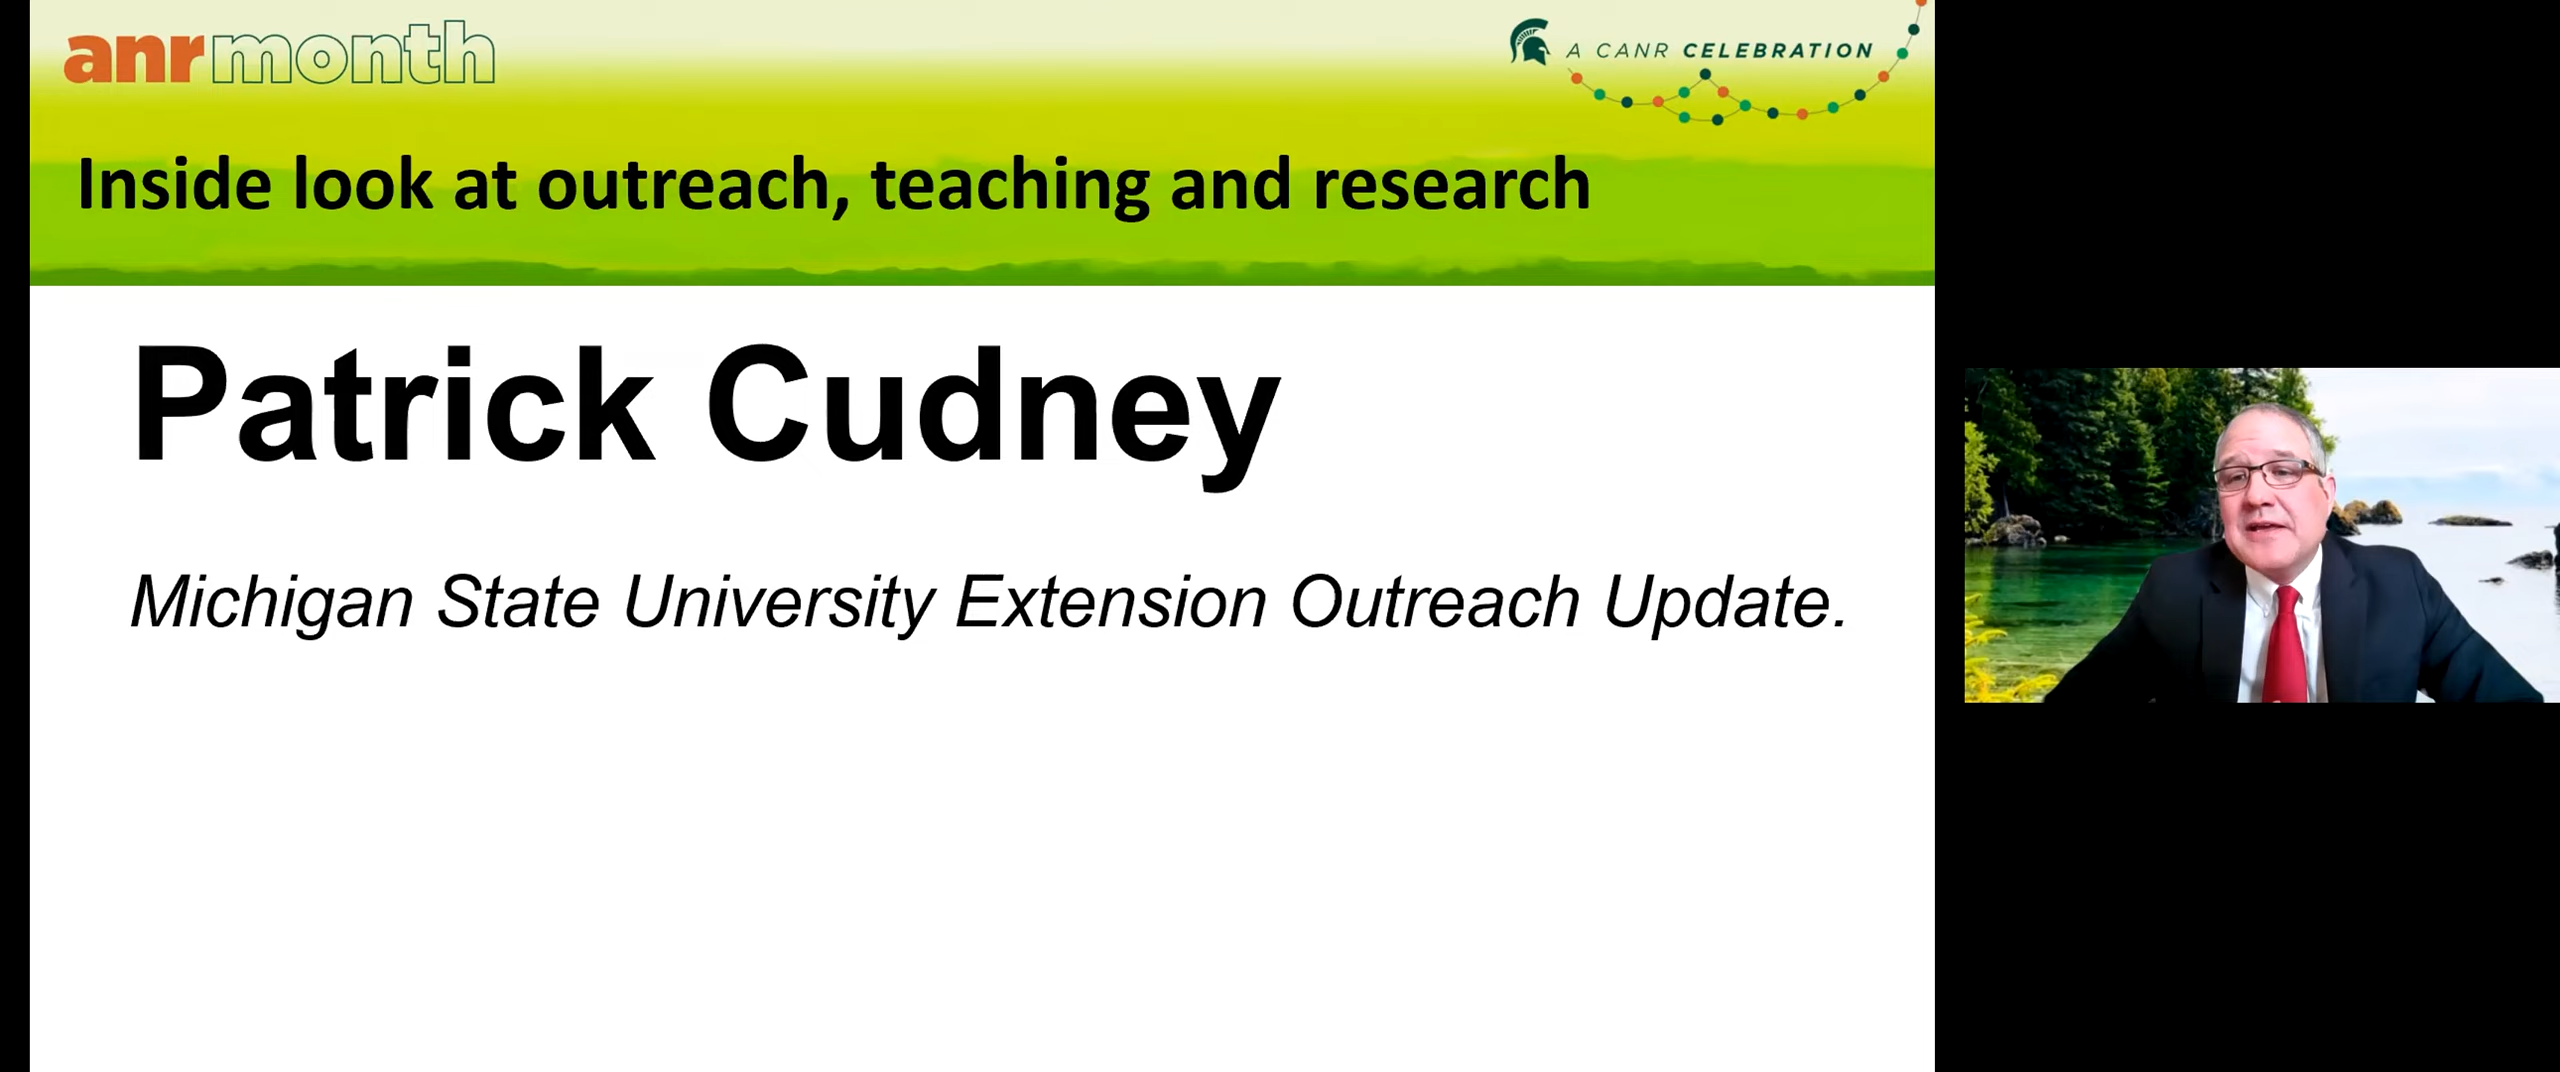 anrmonth
A CANR CELEBRATION
Inside look at outreach, teaching and research
Patrick Cudney
Michigan State University Extension Outreach Update.